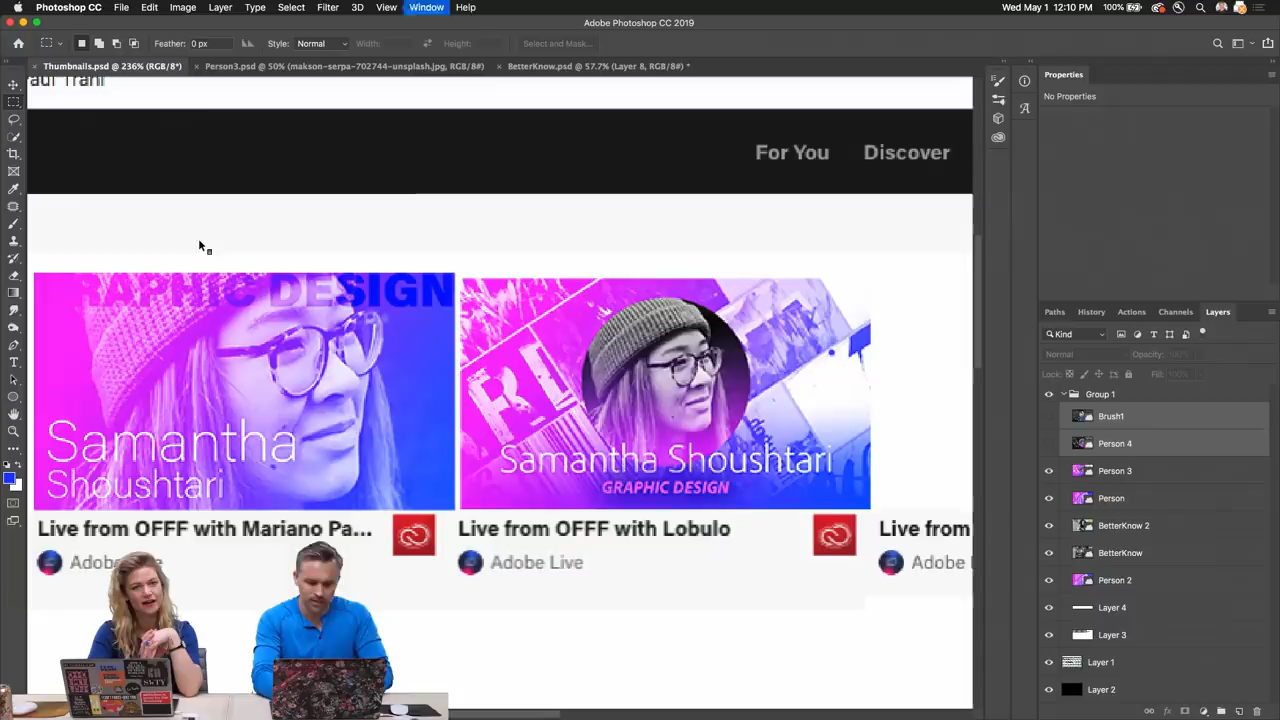 Photoshop CC File Edit Image Layer Type Select Filter 3D View Window Help 100% Wed May 1 12:10 PM
Adobe Photoshop CC 2019
Feather: 0 px Style: Normal Width: Height: Select and Mask...
Thumbnails.psd @ 236% (RGB/8*) Person3.psd @ 50% (makson-serpa-702744-unsplash.jpg, RGB/8#) BetterKnow.psd @ 57.7% (Layer 8, RGB/8#) *
For You Discover
GRAPHIC DESIGN
Samantha
Shoushtari
Samantha Shoushtari
GRAPHIC DESIGN
Live from OFFF with Mariano Pa... Live from OFFF with Lobulo Live from
Adobe Live Adobe
Properties
No Properties
Paths History Actions Channels Layers
Kind
Normal Opacity: 100%
Lock: Fill: 100%
Group 1
Brush1
Person 4
Person 3
Person
BetterKnow 2
BetterKnow
Person 2
Layer 4
Layer 3
Layer 1
Layer 2